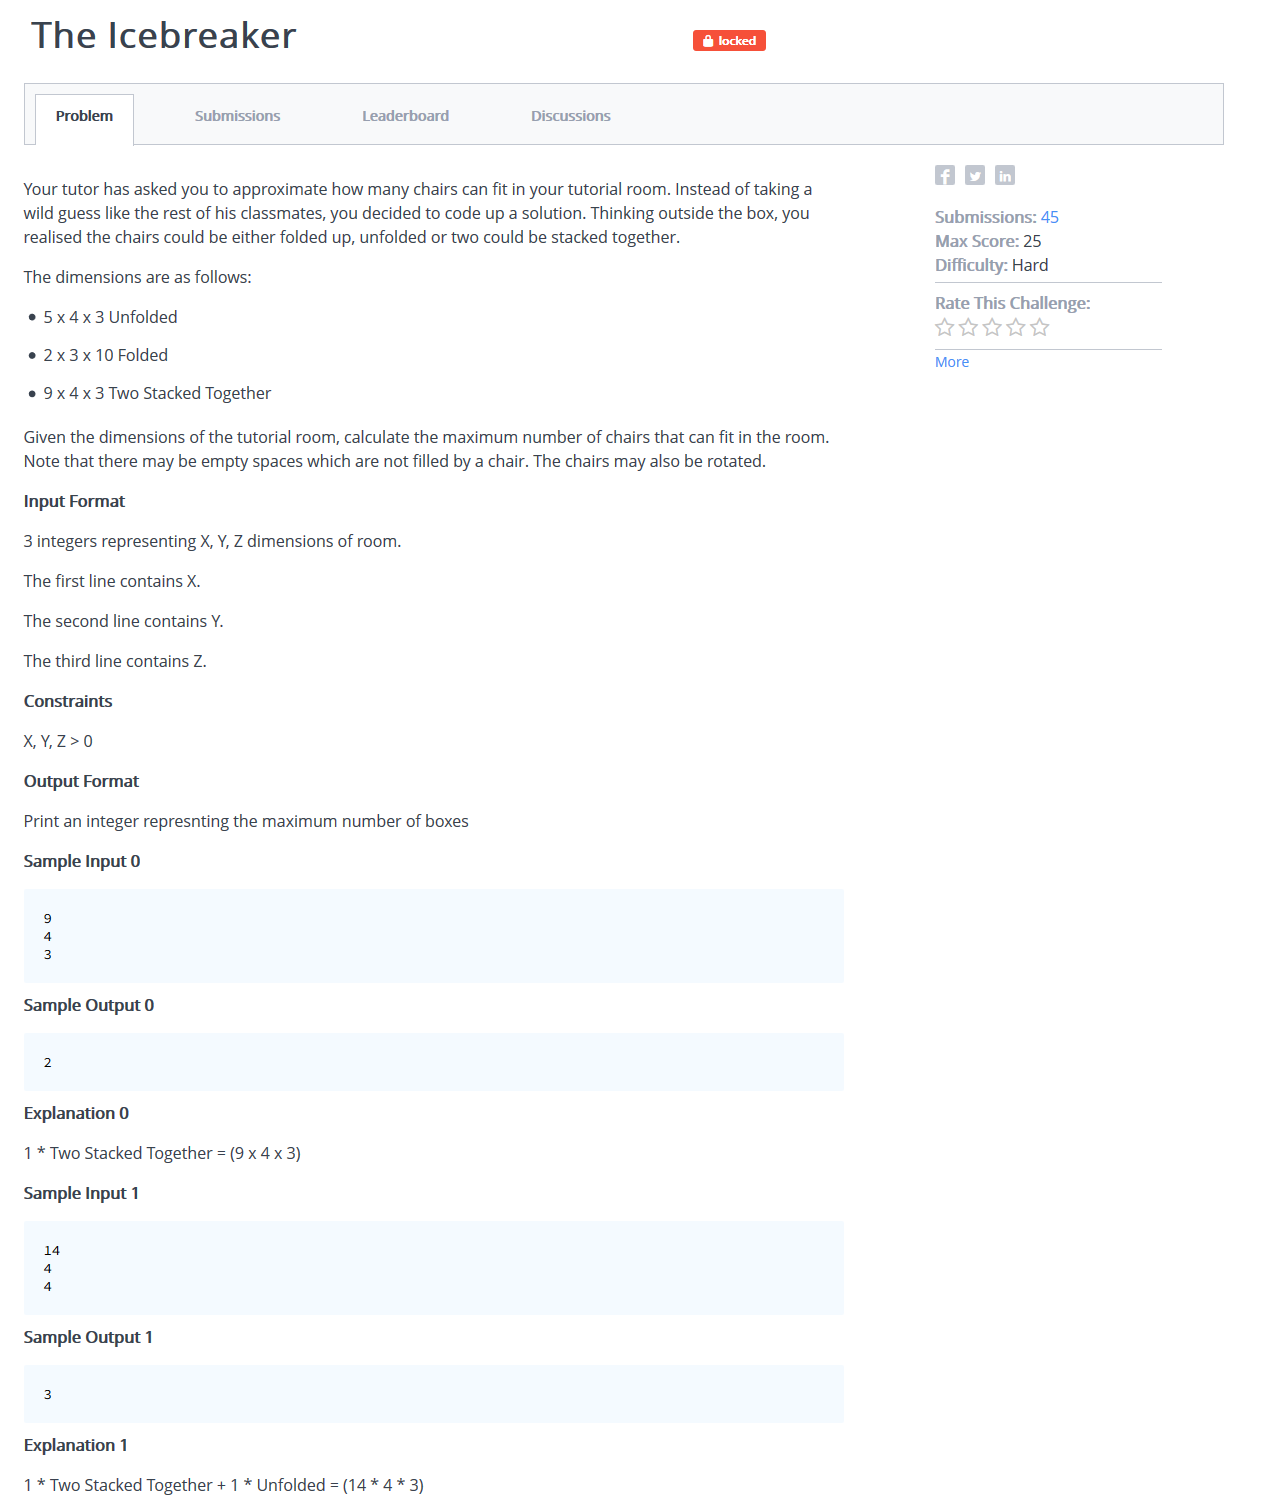 The Icebreaker
locked
Problem
Submissions
Leaderboard
Discussions
Your tutor has asked you to approximate how many chairs can fit in your tutorial room. Instead of taking a
wild guess like the rest of his classmates, you decided to code up a solution. Thinking outside the box, you
realised the chairs could be either folded up, unfolded or two could be stacked together.
The dimensions are as follows:
• 5 x 4 x 3 Unfolded
• 2 x 3 x 10 Folded
• 9 x 4 x 3 Two Stacked Together
Given the dimensions of the tutorial room, calculate the maximum number of chairs that can fit in the room.
Note that there may be empty spaces which are not filled by a chair. The chairs may also be rotated.
Input Format
3 integers representing X, Y, Z dimensions of room.
The first line contains X.
The second line contains Y.
The third line contains Z.
Constraints
X, Y, Z > 0
Output Format
Print an integer represnting the maximum number of boxes
Sample Input 0
9
4
3
Sample Output 0
2
Explanation 0
1 * Two Stacked Together = (9 x 4 x 3)
Sample Input 1
14
4
4
Sample Output 1
3
Explanation 1
1 * Two Stacked Together + 1 * Unfolded = (14 * 4 * 3)
f
in
Submissions: 45
Max Score: 25
Difficulty: Hard
Rate This Challenge:
More